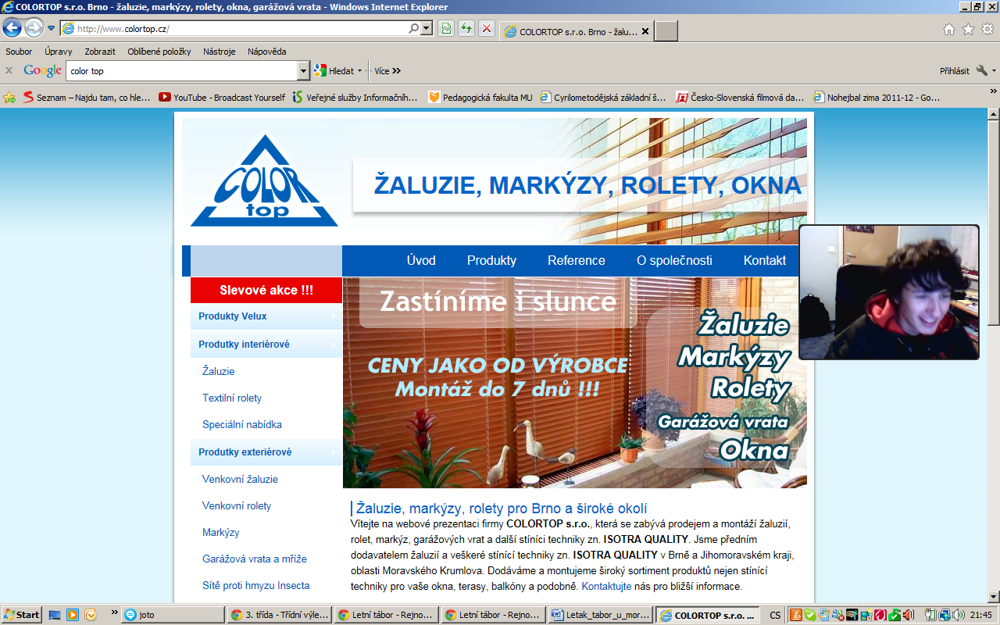 COLORTOP s.r.o. Brno - žaluzie, markýzy, rolety, okna, garážová vrata - Windows Internet Explorer
http://www.colortop.cz/
COLORTOP s.r.o. Brno - žalu...
Soubor Úpravy Zobrazit Oblíbené položky Nástroje Nápověda
Google color top Hledat Více Přihlásit
Seznam – Najdu tam, co hle... YouTube - Broadcast Yourself Veřejné služby Informačníh... Pedagogická fakulta MU Cyrilometodějská základní š... Česko-Slovenská filmová da... Nohejbal zima 2011-12 - Go...
COLOR
top
ŽALUZIE, MARKÝZY, ROLETY, OKNA
Úvod Produkty Reference O společnosti Kontakt
Slevové akce !!!
Produkty Velux
Produtky interiérové
Žaluzie
Textilní rolety
Speciální nabídka
Produtky exteriérové
Venkovní žaluzie
Venkovní rolety
Markýzy
Garážová vrata a mříže
Sítě proti hmyzu Insecta
Zastíníme i slunce
CENY JAKO OD VÝROBCE
Montáž do 7 dnů !!!
Žaluzie
Markýzy
Rolety
Garážová vrata
Okna
Žaluzie, markýzy, rolety pro Brno a široké okolí
Vítejte na webové prezentaci firmy COLORTOP s.r.o., která se zabývá prodejem a montáží žaluzií,
rolet, markýz, garážových vrat a další stínící techniky zn. ISOTRA QUALITY. Jsme předním
dodavatelem žaluzií a veškeré stínící techniky zn. ISOTRA QUALITY v Brně a Jihomoravském kraji,
oblasti Moravského Krumlova. Dodáváme a montujeme široký sortiment produktů nejen stínící
techniky pro vaše okna, terasy, balkóny a podobně. Kontaktujte nás pro bližší informace.
Start joto 3. třída - Třídní výle... Letní tábor - Rejno... Letní tábor - Rejno... Letak_tabor_u_mor... COLORTOP s.r.o. ... CS 21:45